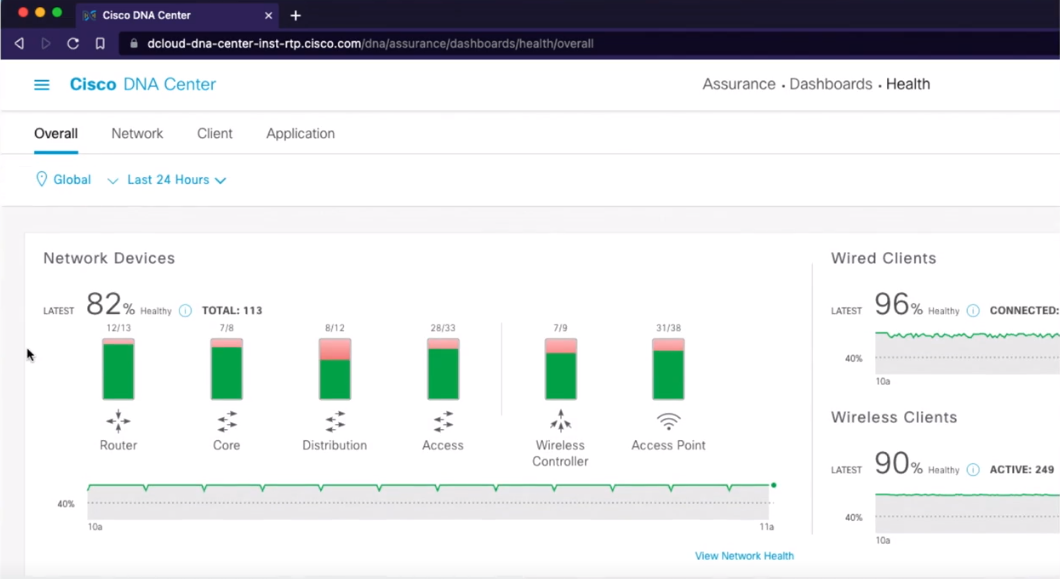 Cisco DNA Center
dcloud-dna-center-inst-rtp.cisco.com/dna/assurance/dashboards/health/overall
Cisco DNA Center
Assurance • Dashboards • Health
Overall Network Client Application
Global Last 24 Hours
Network Devices
LATEST 82% Healthy TOTAL: 113
12/13 7/8 8/12 28/33 7/9 31/38
Router Core Distribution Access Wireless Controller Access Point
40%
10a 11a
View Network Health
Wired Clients
LATEST 96% Healthy CONNECTED:
40%
10a
Wireless Clients
LATEST 90% Healthy ACTIVE: 249
40%
10a